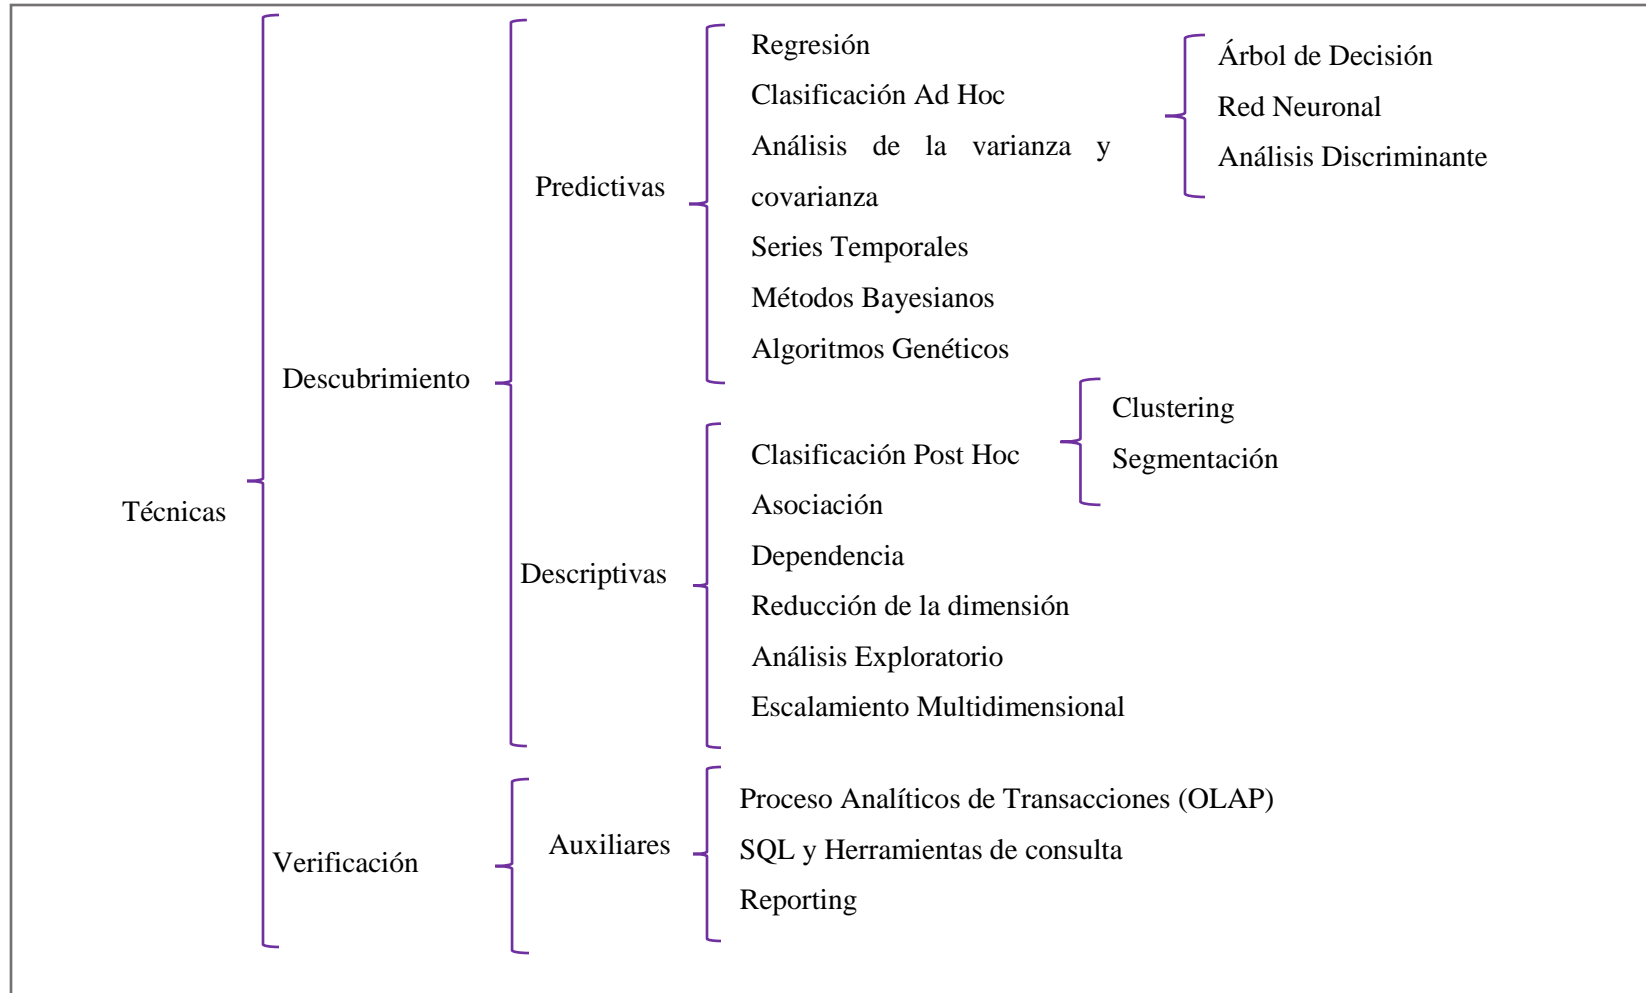 Técnicas
Descubrimiento
Predictivas
Regresión
Clasificación Ad Hoc
Análisis de la varianza y
covarianza
Series Temporales
Métodos Bayesianos
Algoritmos Genéticos
Árbol de Decisión
Red Neuronal
Análisis Discriminante
Descriptivas
Clasificación Post Hoc
Asociación
Dependencia
Reducción de la dimensión
Análisis Exploratorio
Escalamiento Multidimensional
Clustering
Segmentación
Verificación
Auxiliares
Proceso Analíticos de Transacciones (OLAP)
SQL y Herramientas de consulta
Reporting